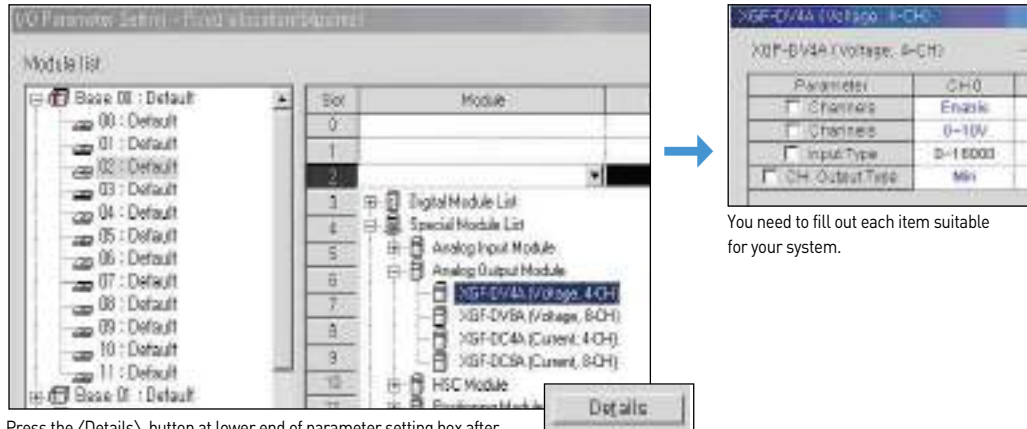 I/O Parameter Setting - Fixed allocation
Module list
Base 00 : Default
00 : Default
01 : Default
02 : Default
03 : Default
04 : Default
05 : Default
06 : Default
07 : Default
08 : Default
09 : Default
10 : Default
11 : Default
Base 01 : Default
Slot Module
0
1
2
3 Digital Module List
4 Special Module List
5 Analog Input Module
6 Analog Output Module
XGF-DV4A (Voltage, 4-CH)
7 XGF-DV8A (Voltage, 8-CH)
8 XGF-DC4A (Current, 4-CH)
9 XGF-DC8A (Current, 8-CH)
10 HSC Module
11 Positioning Module
Details
Press the 〈Details〉 button at lower end of parameter setting box after
XGF-DV4A (Voltage, 4-CH)
XGF-DV4A (Voltage, 4-CH)
Parameter CH0
Channels Enable
Channels 0~10V
Input Type 0~16000
CH. Output Type Min
You need to fill out each item suitable
for your system.